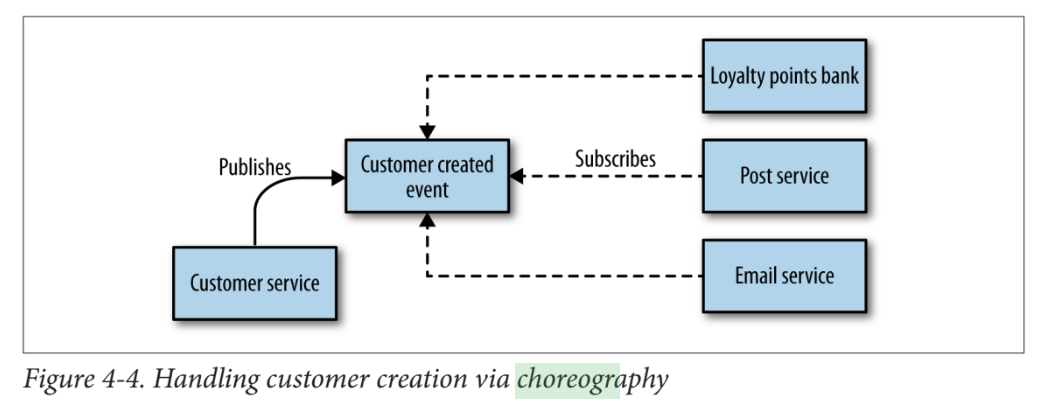 Loyalty points bank
Publishes
Customer created
event
Subscribes
Post service
Customer service
Email service
Figure 4-4. Handling customer creation via choreography